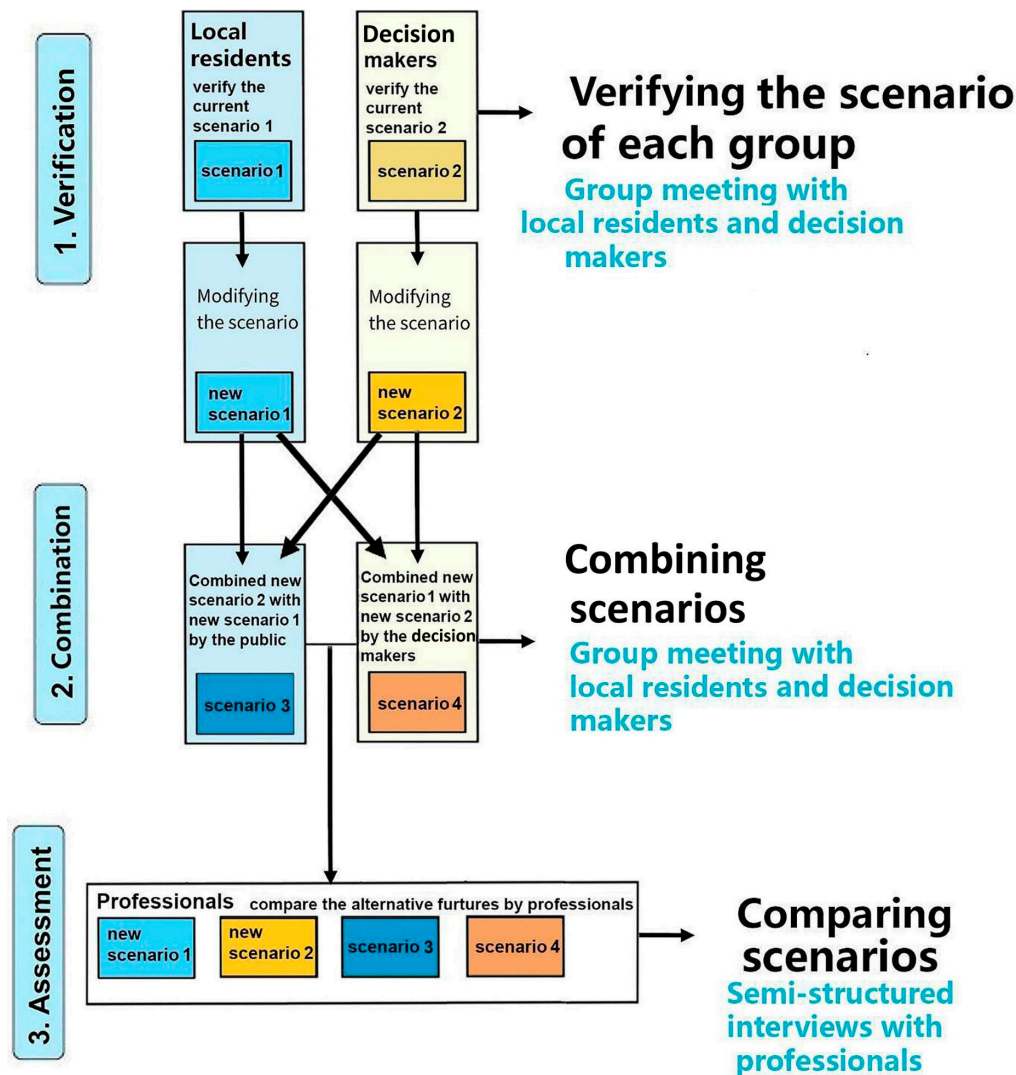 1. Verification
Local
residents
verify the
current
scenario 1
scenario 1
Decision
makers
verify the
current
scenario 2
scenario 2
Verifying the scenario
of each group
Group meeting with
local residents and decision
makers
Modifying
the scenario
new
scenario 1
Modifying
the scenario
new
scenario 2
2. Combination
Combined new
scenario 2 with
new scenario 1
by the public
scenario 3
Combined new
scenario 1 with
new scenario 2
by the decision
makers
scenario 4
Combining
scenarios
Group meeting with
local residents and decision
makers
3. Assessment
Professionals compare the alternative furtures by professionals
new
scenario 1
new
scenario 2
scenario 3
scenario 4
Comparing
scenarios
Semi-structured
interviews with
professionals